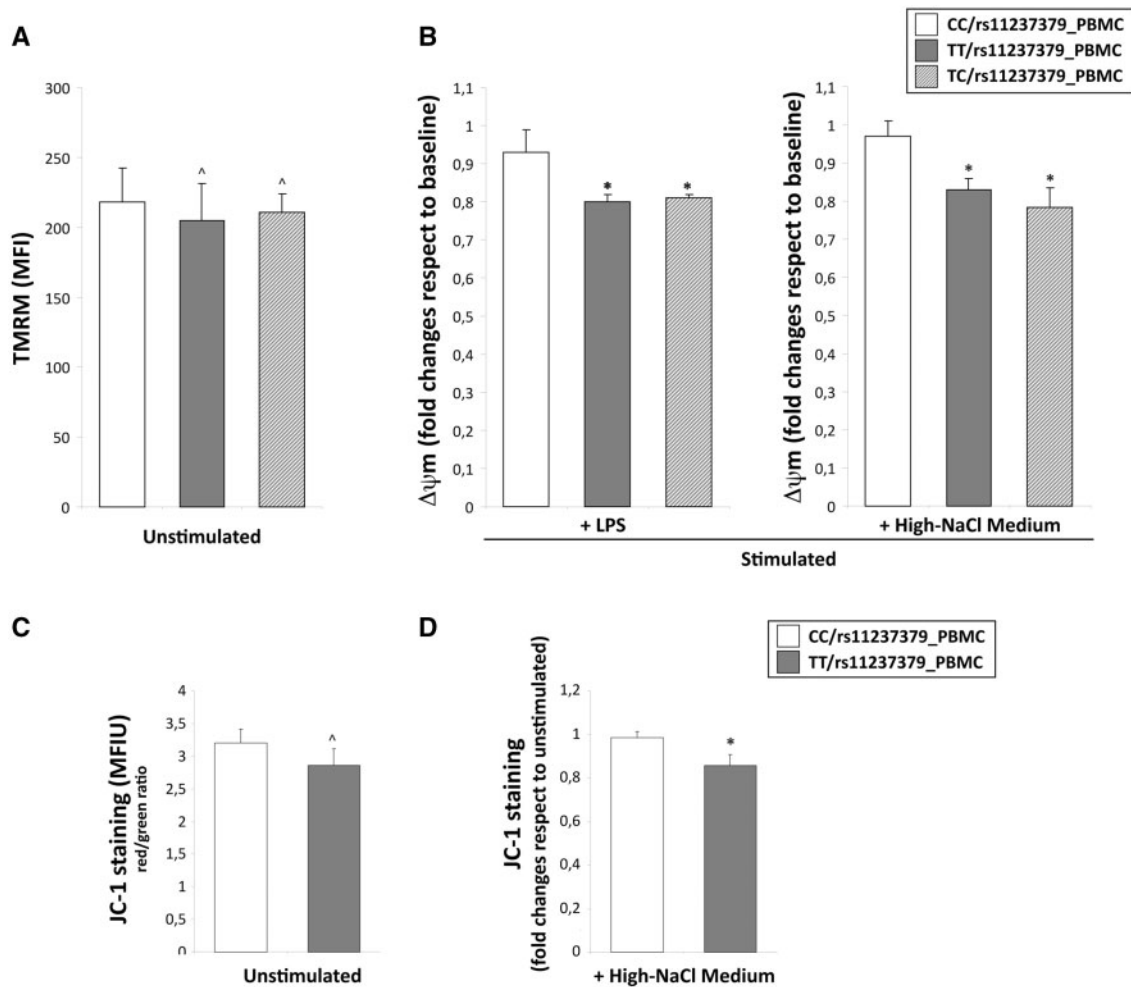 A
B
CC/rs11237379_PBMC
TT/rs11237379_PBMC
TC/rs11237379_PBMC
TMRM (MFI)
300
250
200
150
100
50
0
^
^
Unstimulated
Δψm (fold changes respect to baseline)
1,1
1
0,9
0,8
0,7
0,6
0,5
0,4
0,3
0,2
0,1
0
*
*
+ LPS
Δψm (fold changes respect to baseline)
1,1
1
0,9
0,8
0,7
0,6
0,5
0,4
0,3
0,2
0,1
0
*
*
+ High-NaCl Medium
Stimulated
C
D
CC/rs11237379_PBMC
TT/rs11237379_PBMC
JC-1 staining (MFIU)
red/green ratio
4
3,5
3
2,5
2
1,5
1
0,5
0
^
Unstimulated
JC-1 staining
(fold changes respect to unstimulated)
1,2
1
0,8
0,6
0,4
0,2
0
*
+ High-NaCl Medium